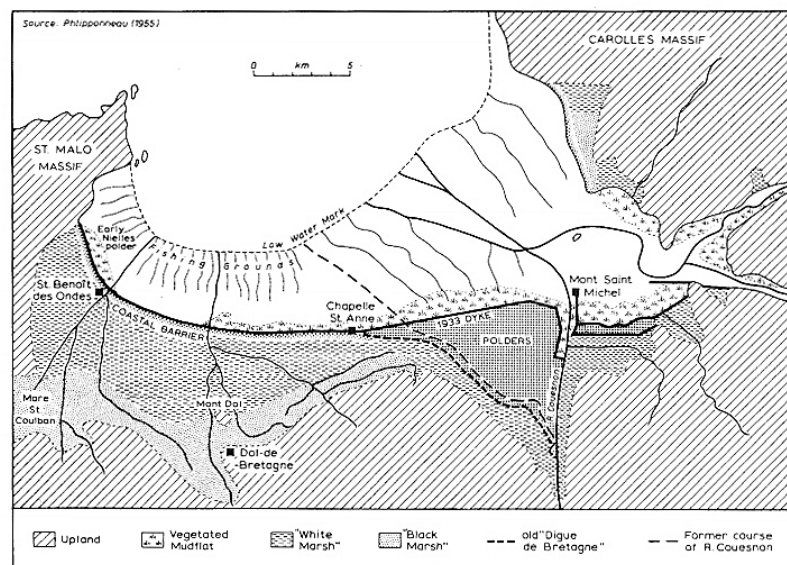 Source: Phlipponneau (1955)
CAROLLES MASSIF
0 km 5
ST. MALO
MASSIF
Low Water Mark
Early
Nielles
polder
Fishing Grounds
St. Benoît
des Ondes
Mont Saint
Michel
Chapelle
St. Anne
COASTAL BARRIER
1933 DYKE
POLDERS
R. Couesnon
Mare
St.
Coulban
Mont Dol
Dol-de
Bretagne
Upland
Vegetated
Mudflat
"White
Marsh"
"Black
Marsh"
old "Digue
de Bretagne"
Former course
of R. Couesnon